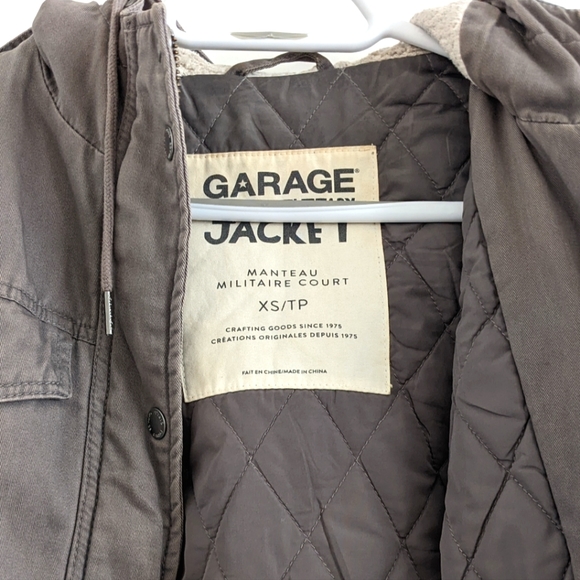 GARAGE®
JACKET
MANTEAU
MILITAIRE COURT
XS/TP
CRAFTING GOODS SINCE 1975
CRÉATIONS ORIGINALES DEPUIS 1975
FAIT EN CHINE/MADE IN CHINA